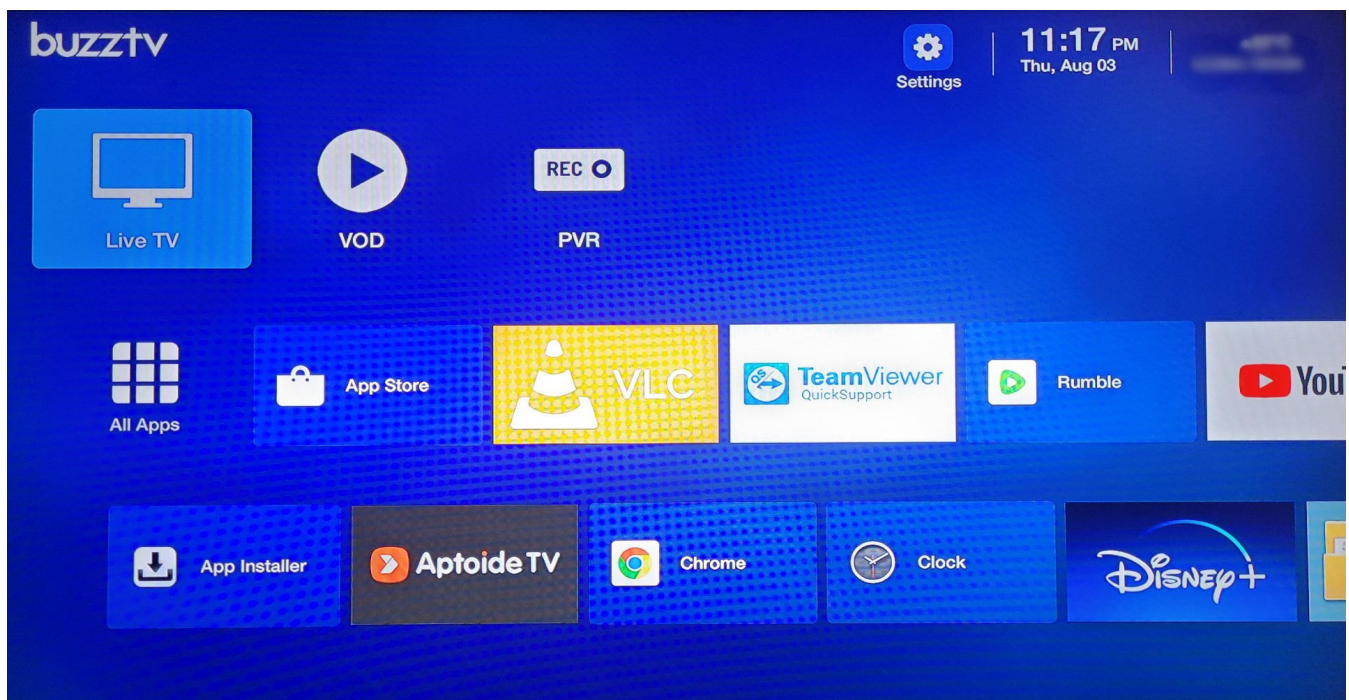 buzztv
Settings
11:17 PM
Thu, Aug 03
Live TV
VOD
REC
PVR
All Apps
App Store
VLC
TeamViewer
QuickSupport
Rumble
YouT
App Installer
Aptoide TV
Chrome
Clock
Disney+